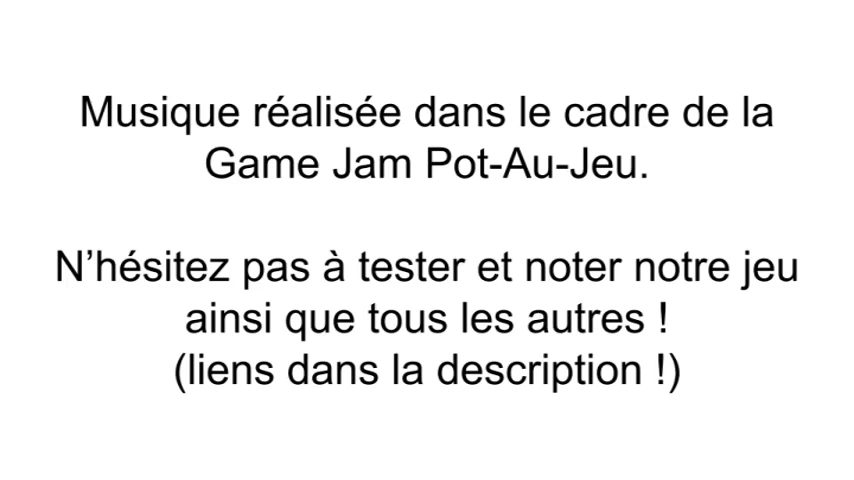 Musique réalisée dans le cadre de la
Game Jam Pot-Au-Jeu.
N’hésitez pas à tester et noter notre jeu
ainsi que tous les autres !
(liens dans la description !)